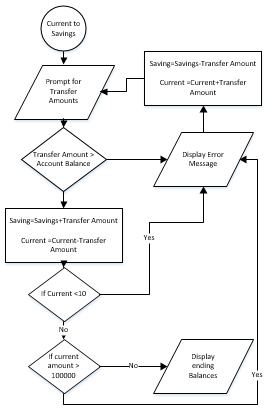 Current to
Savings
Saving=Savings-Transfer Amount
Current =Current+Transfer
Amount
Prompt for
Transfer
Amounts
Transfer Amount >
Account Balance
Display Error
Message
Saving=Savings+Transfer Amount
Current =Current-Transfer
Amount
Yes
If Current <10
No
If current
amount >
100000
No
Display
ending
Balances
Yes